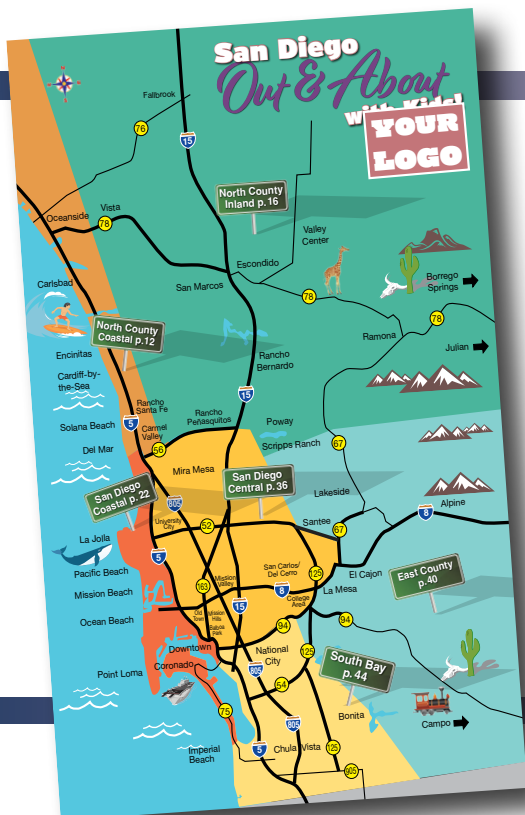 San Diego
Out & About
with Kids!
YOUR
LOGO
Fallbrook
76
15
North County
Inland p.16
Vista
Oceanside
78
Valley
Center
Escondido
San Marcos
Carlsbad
78
Borrego
Springs
78
North County
Coastal p.12
Ramona
Julian
Encinitas
Cardiff-by-
the-Sea
Rancho
Bernardo
15
Rancho
Santa Fe
Rancho
Peñasquitos
Solana Beach
5
Carmel
Valley
Poway
Del Mar
56
Scripps Ranch
67
Mira Mesa
San Diego
Central p.36
San Diego
Coastal p. 22
805
Lakeside
Alpine
University
City
52
Santee
67
8
La Jolla
5
Pacific Beach
San Carlos/
Del Cerro
125
El Cajon
East County
p.40
Mission Beach
163
Mission
Valley
8
La Mesa
15
College
Area
Ocean Beach
Old
Town
Mission
Hills
Balboa
Park
94
94
Downtown
National
City
125
South Bay
p. 44
Coronado
805
Point Loma
54
75
Bonita
Campo
805
Imperial
Beach
5
Chula Vista
125
905